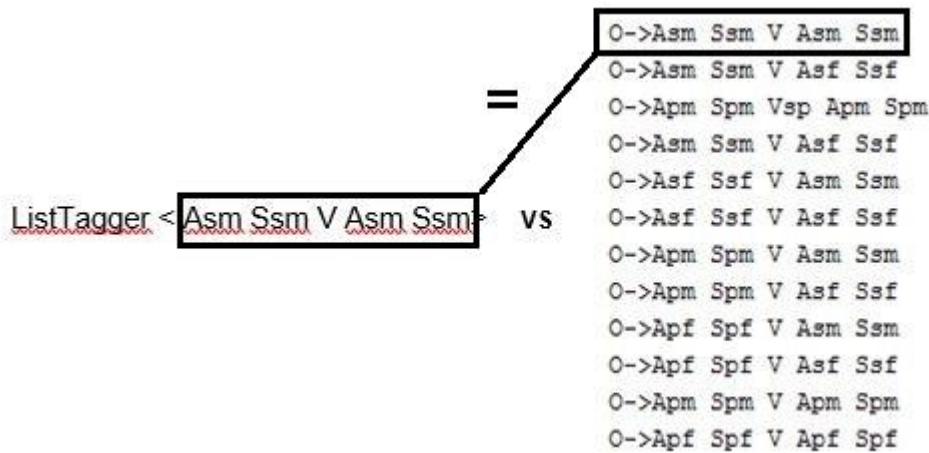 O->Asm Ssm V Asm Ssm
O->Asm Ssm V Asf Ssf
=
O->Apm Spm Vsp Apm Spm
O->Asm Ssm V Asf Ssf
O->Asf Ssf V Asm Ssm
ListTagger < Asm Ssm V Asm Ssm> vs
O->Asf Ssf V Asf Ssf
O->Apm Spm V Asm Ssm
O->Apm Spm V Asf Ssf
O->Apf Spf V Asm Ssm
O->Apf Spf V Asf Ssf
O->Apm Spm V Apm Spm
O->Apf Spf V Apf Spf